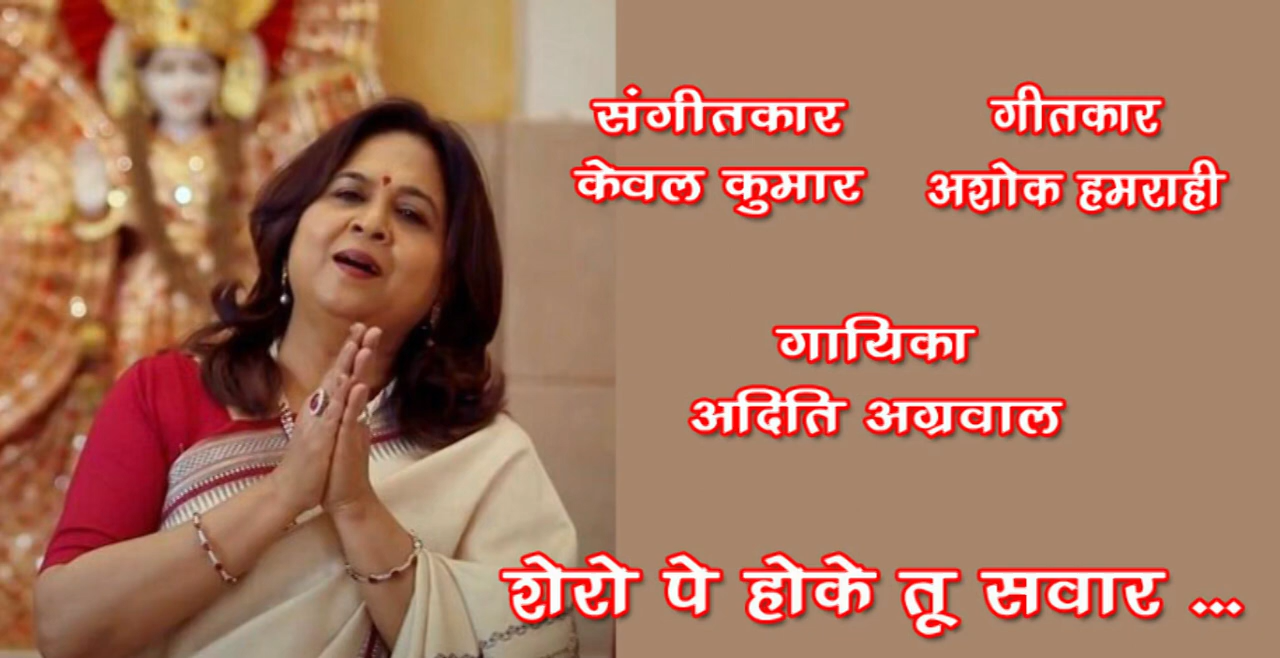 संगीतकार
केवल कुमार
गीतकार
अशोक हमराही
गायिका
अदिति अग्रवाल
शेरो पे होके तू सवार ...